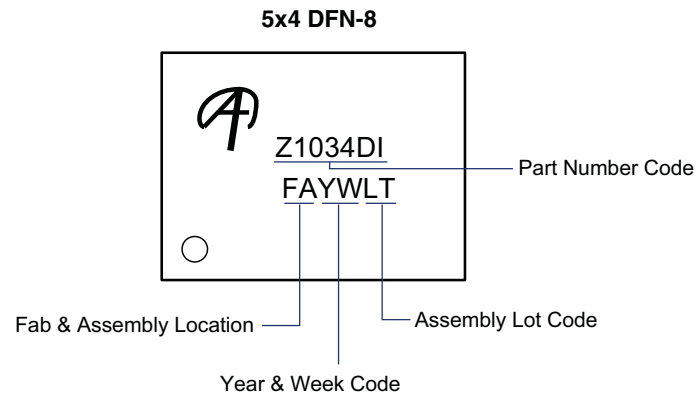 5x4 DFN-8
Z1034DI
Part Number Code
FAYWLT
Fab & Assembly Location
Assembly Lot Code
Year & Week Code